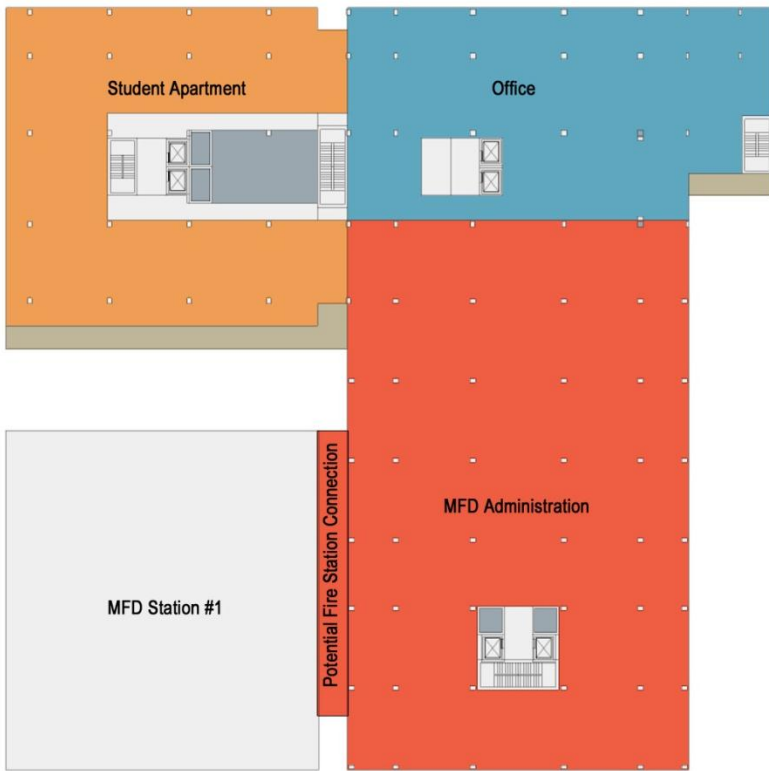 Student Apartment
Office
Potential Fire Station Connection
MFD Administration
MFD Station #1